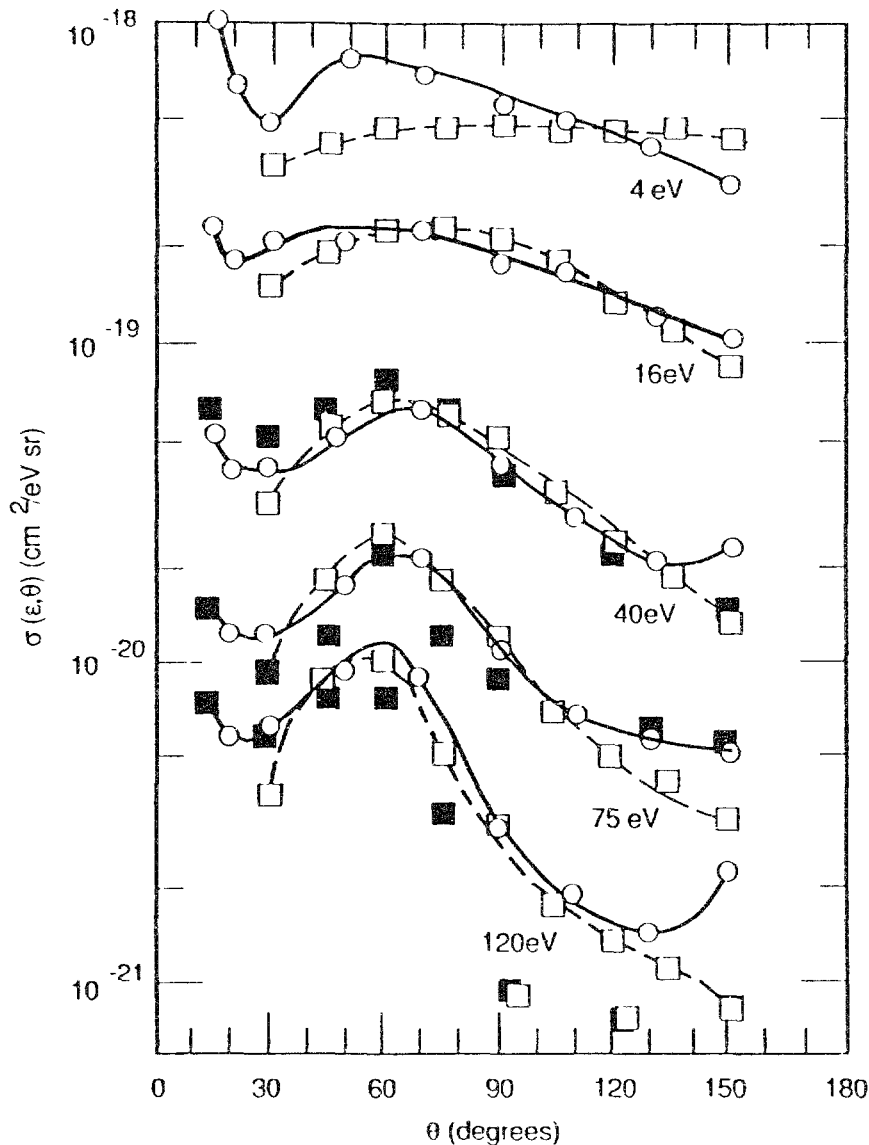 10 -18
4 eV
10 -19
16eV
σ (ε,θ) (cm 2/eV sr)
40eV
10 -20
75 eV
120eV
10 -21
0 30 60 90 120 150 180
θ (degrees)